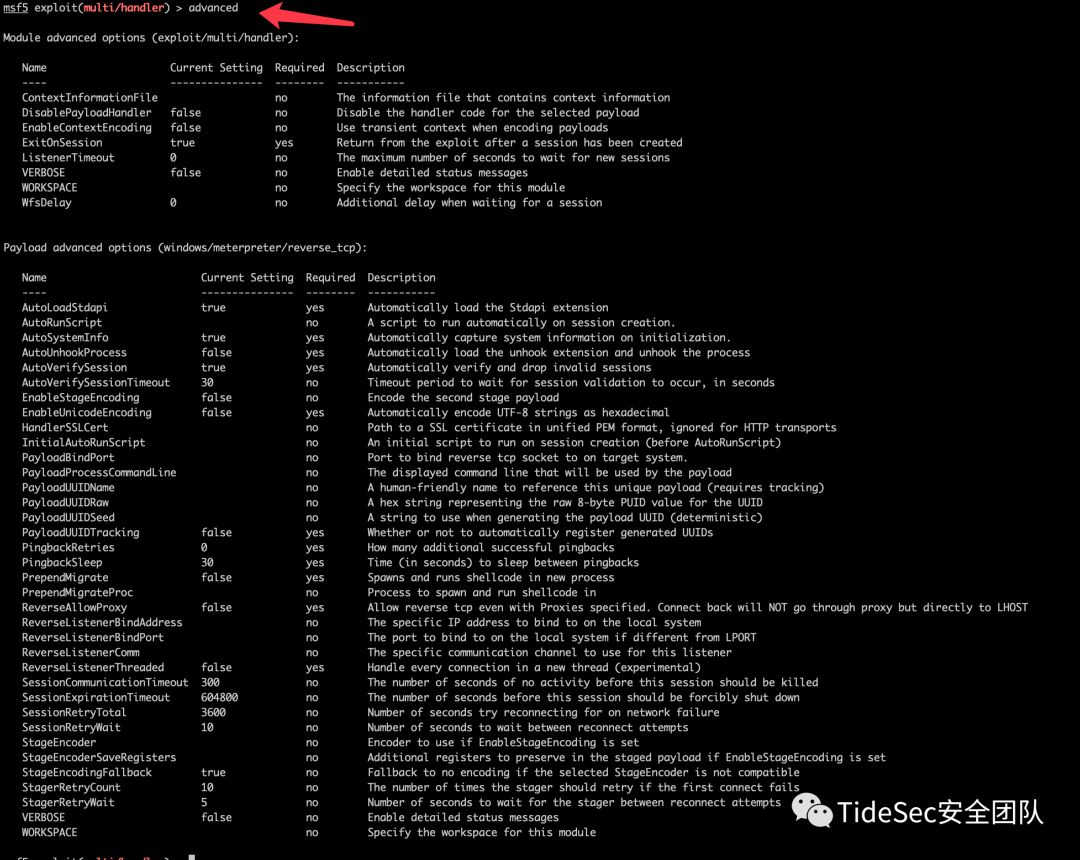 msf5 exploit(multi/handler) > advanced
Module advanced options (exploit/multi/handler):
Name Current Setting Required Description
---- --------------- -------- -----------
ContextInformationFile no The information file that contains context information
DisablePayloadHandler false no Disable the handler code for the selected payload
EnableContextEncoding false no Use transient context when encoding payloads
ExitOnSession true yes Return from the exploit after a session has been created
ListenerTimeout 0 no The maximum number of seconds to wait for new sessions
VERBOSE false no Enable detailed status messages
WORKSPACE no Specify the workspace for this module
WfsDelay 0 no Additional delay when waiting for a session
Payload advanced options (windows/meterpreter/reverse_tcp):
Name Current Setting Required Description
---- --------------- -------- -----------
AutoLoadStdapi true yes Automatically load the Stdapi extension
AutoRunScript no A script to run automatically on session creation.
AutoSystemInfo true yes Automatically capture system information on initialization.
AutoUnhookProcess false yes Automatically load the unhook extension and unhook the process
AutoVerifySession true yes Automatically verify and drop invalid sessions
AutoVerifySessionTimeout 30 no Timeout period to wait for session validation to occur, in seconds
EnableStageEncoding false no Encode the second stage payload
EnableUnicodeEncoding false yes Automatically encode UTF-8 strings as hexadecimal
HandlerSSLCert no Path to a SSL certificate in unified PEM format, ignored for HTTP transports
InitialAutoRunScript no An initial script to run on session creation (before AutoRunScript)
PayloadBindPort no Port to bind reverse tcp socket to on target system.
PayloadProcessCommandLine no The displayed command line that will be used by the payload
PayloadUUIDName no A human-friendly name to reference this unique payload (requires tracking)
PayloadUUIDRaw no A hex string representing the raw 8-byte PUID value for the UUID
PayloadUUIDSeed no A string to use when generating the payload UUID (deterministic)
PayloadUUIDTracking false yes Whether or not to automatically register generated UUIDs
PingbackRetries 0 yes How many additional successful pingbacks
PingbackSleep 30 yes Time (in seconds) to sleep between pingbacks
PrependMigrate false yes Spawns and runs shellcode in new process
PrependMigrateProc no Process to spawn and run shellcode in
ReverseAllowProxy false yes Allow reverse tcp even with Proxies specified. Connect back will NOT go through proxy but directly to LHOST
ReverseListenerBindAddress no The specific IP address to bind to on the local system
ReverseListenerBindPort no The port to bind to on the local system if different from LPORT
ReverseListenerComm no The specific communication channel to use for this listener
ReverseListenerThreaded false yes Handle every connection in a new thread (experimental)
SessionCommunicationTimeout 300 no The number of seconds of no activity before this session should be killed
SessionExpirationTimeout 604800 no The number of seconds before this session should be forcibly shut down
SessionRetryTotal 3600 no Number of seconds try reconnecting for on network failure
SessionRetryWait 10 no Number of seconds to wait between reconnect attempts
StageEncoder no Encoder to use if EnableStageEncoding is set
StageEncoderSaveRegisters no Additional registers to preserve in the staged payload if EnableStageEncoding is set
StageEncodingFallback true no Fallback to no encoding if the selected StageEncoder is not compatible
StagerRetryCount 10 no The number of times the stager should retry if the first connect fails
StagerRetryWait 5 no Number of seconds to wait for the stager between reconnect attempts
VERBOSE false no Enable detailed status messages
WORKSPACE no Specify the workspace for this module
TideSec安全团队